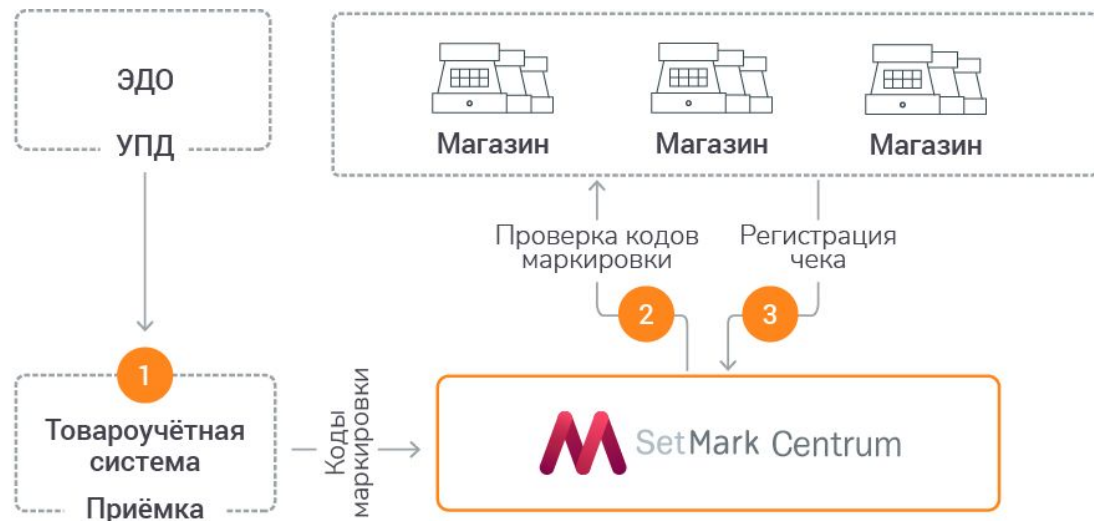 ЭДО
УПД
Магазин
Магазин
Магазин
Проверка кодов
маркировки
Регистрация
чека
2
3
1
Товароучётная
система
Приёмка
Коды
маркировки
SetMark Centrum